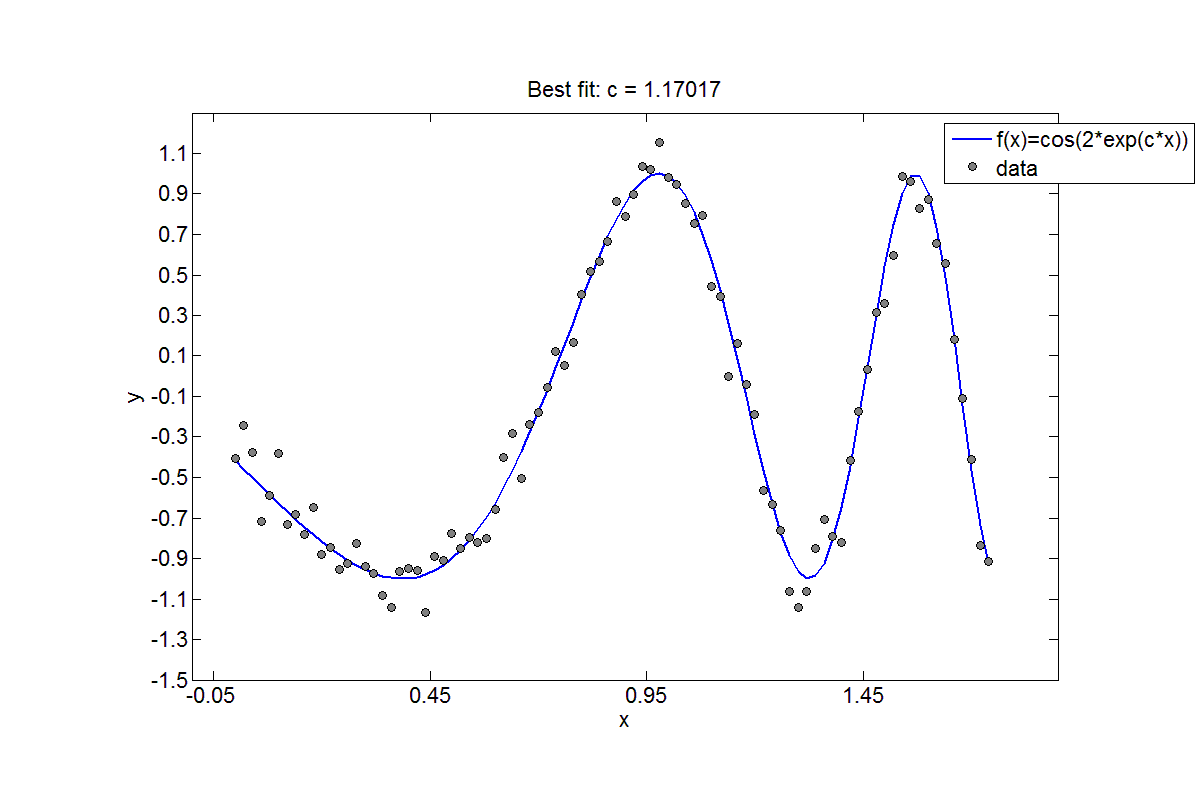 Best fit: c = 1.17017
f(x)=cos(2*exp(c*x))
data
1.1
0.9
0.7
0.5
0.3
0.1
-0.1
-0.3
-0.5
-0.7
-0.9
-1.1
-1.3
-1.5
y
-0.05 0.45 0.95 1.45
x